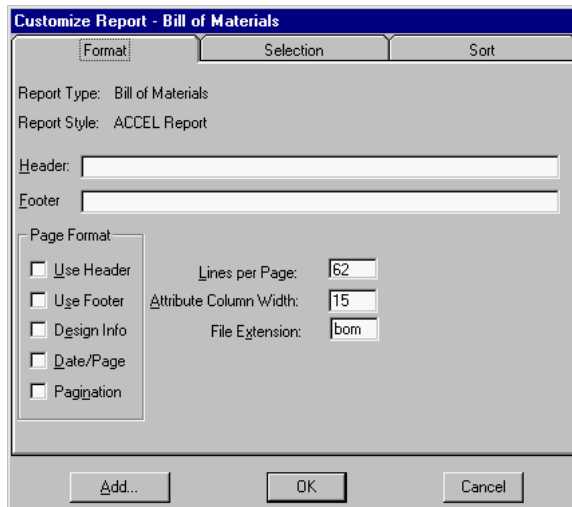 Customize Report - Bill of Materials
Format Selection Sort
Report Type: Bill of Materials
Report Style: ACCEL Report
Header:
Footer
Page Format
Use Header
Use Footer
Design Info
Date/Page
Pagination
Lines per Page: 62
Attribute Column Width: 15
File Extension: bom
Add... OK Cancel